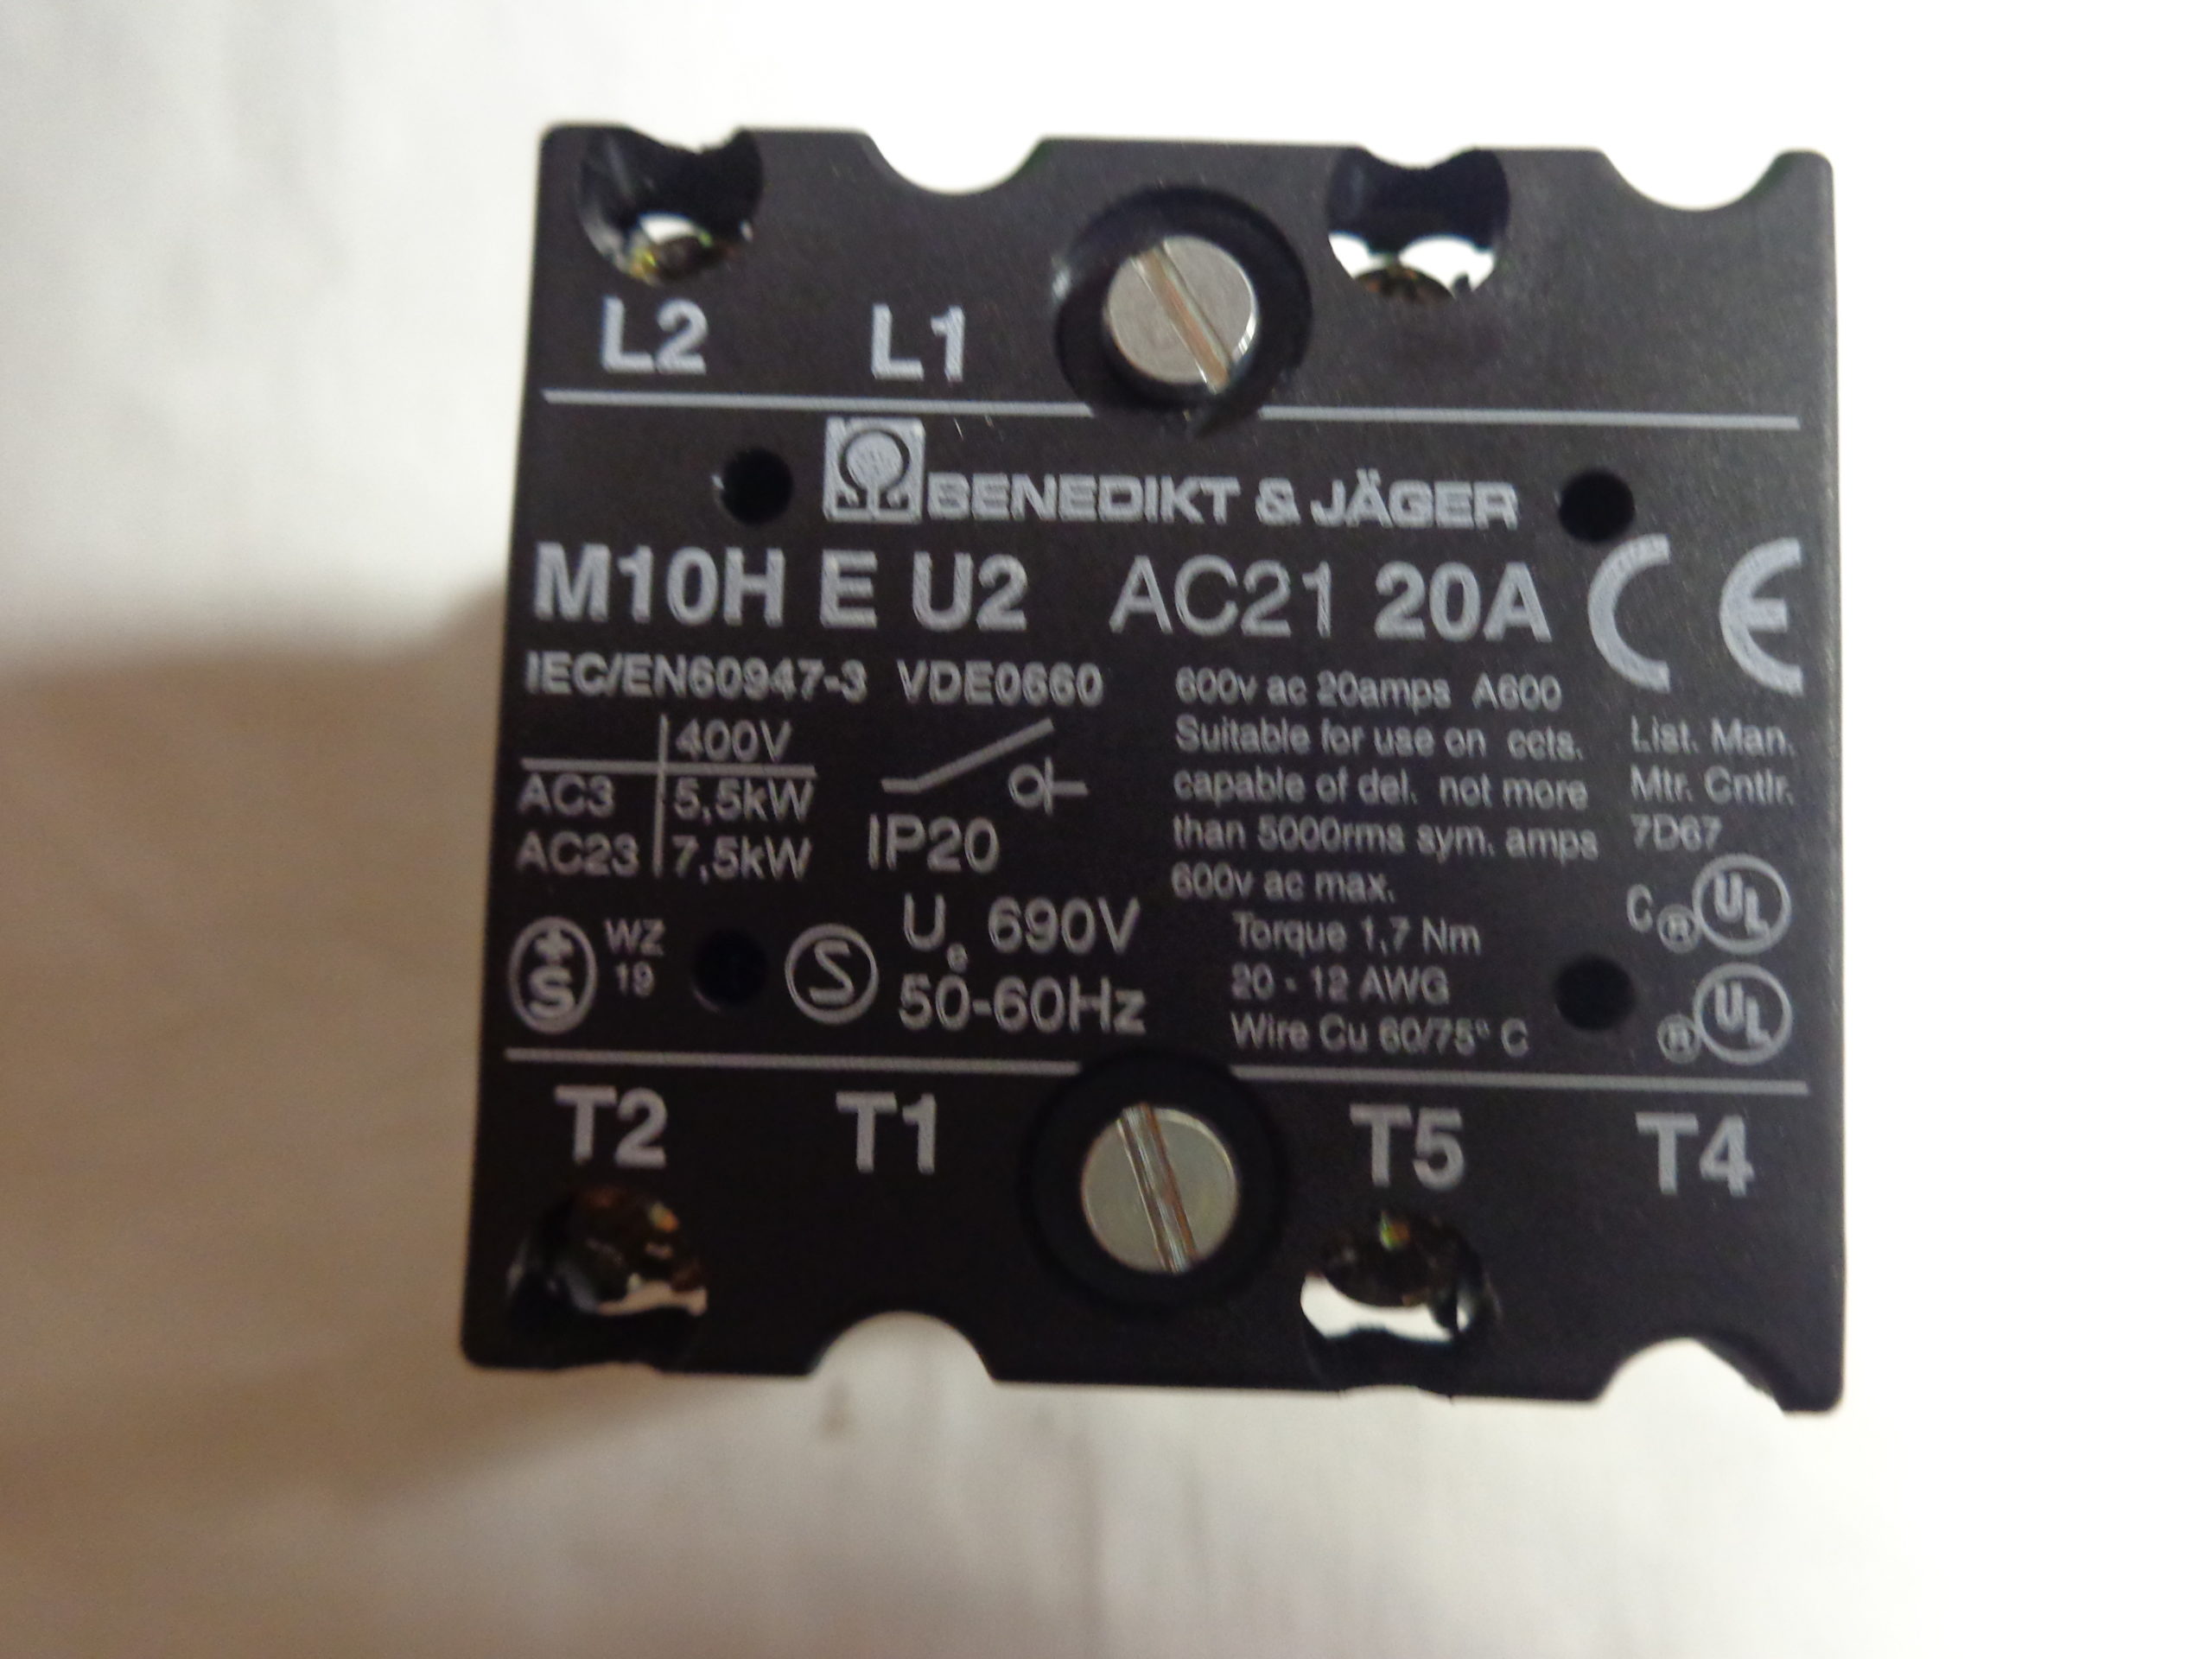 L2 L1
BENEDIKT & JÄGER
M10H E U2 AC21 20A CE
IEC/EN60947-3 VDE0660
400V
AC3 5,5kW
AC23 7,5kW
IP20
600v ac 20amps A600
Suitable for use on ccts.
capable of del. not more
than 5000rms sym. amps
600v ac max.
List. Man.
Mtr. Cntlr.
7D67
C UL R
UL R
+S
WZ
19
S
Ue 690V
50-60Hz
Torque 1,7 Nm
20 - 12 AWG
Wire Cu 60/75° C
T2 T1 T5 T4